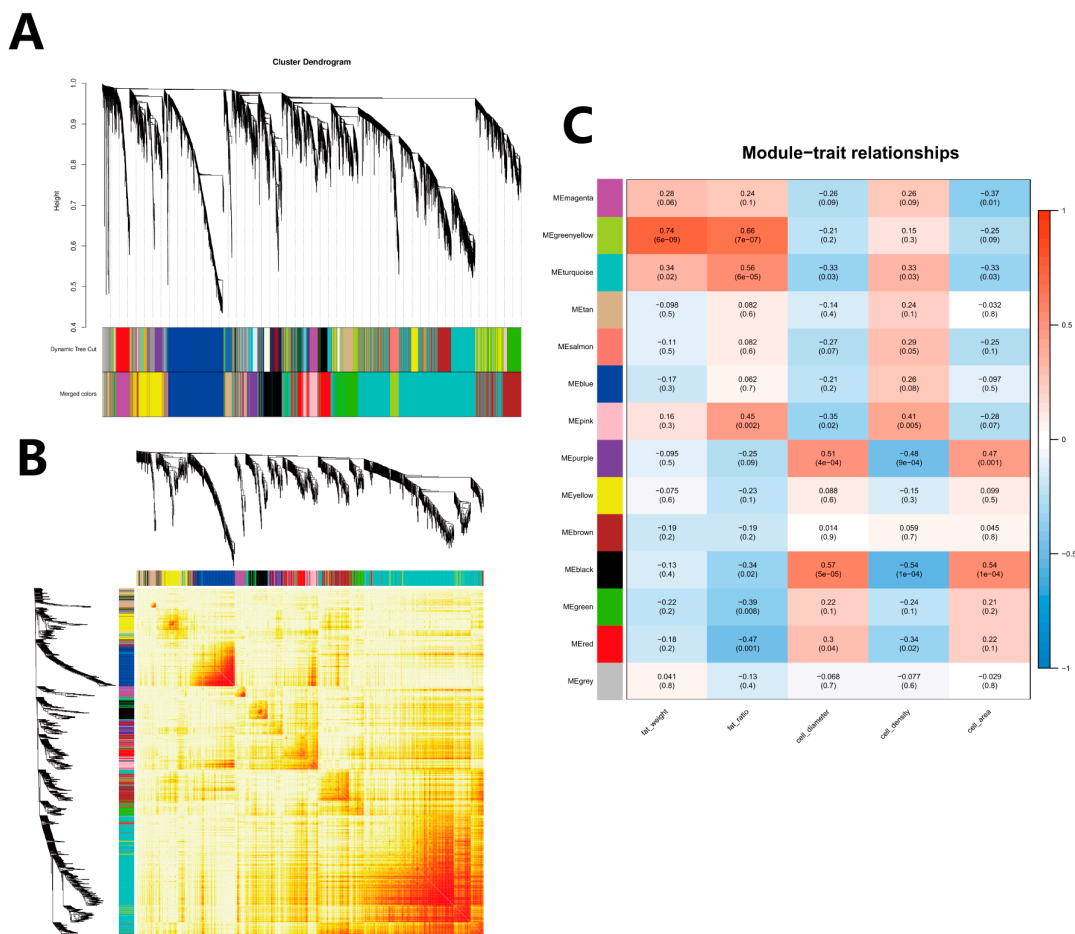 A
Cluster Dendrogram
Height
1.0
0.9
0.8
0.7
0.6
0.5
0.4
Dynamic Tree Cut
Merged colors
B
C
Module−trait relationships
MEmagenta 0.28 0.24 −0.26 0.26 −0.37
(0.06) (0.1) (0.09) (0.09) (0.01)
MEgreenyellow 0.74 0.66 −0.21 0.15 −0.25
(6e−09) (7e−07) (0.2) (0.3) (0.09)
MEturquoise 0.34 0.56 −0.33 0.33 −0.33
(0.02) (6e−05) (0.03) (0.03) (0.03)
MEtan −0.098 0.082 −0.14 0.24 −0.032
(0.5) (0.6) (0.4) (0.1) (0.8)
MEsalmon −0.11 0.082 −0.27 0.29 −0.25
(0.5) (0.6) (0.07) (0.05) (0.1)
MEblue −0.17 0.062 −0.21 0.26 −0.097
(0.3) (0.7) (0.2) (0.08) (0.5)
MEpink 0.16 0.45 −0.35 0.41 −0.28
(0.3) (0.002) (0.02) (0.005) (0.07)
MEpurple −0.095 −0.25 0.51 −0.48 0.47
(0.5) (0.09) (4e−04) (9e−04) (0.001)
MEyellow −0.075 −0.23 0.088 −0.15 0.099
(0.6) (0.1) (0.6) (0.3) (0.5)
MEbrown −0.19 −0.19 0.014 0.059 0.045
(0.2) (0.2) (0.9) (0.7) (0.8)
MEblack −0.13 −0.34 0.57 −0.54 0.54
(0.4) (0.02) (5e−05) (1e−04) (1e−04)
MEgreen −0.22 −0.39 0.22 −0.24 0.21
(0.2) (0.008) (0.1) (0.1) (0.2)
MEred −0.18 −0.47 0.3 −0.34 0.22
(0.2) (0.001) (0.04) (0.02) (0.1)
MEgrey 0.041 −0.13 −0.068 −0.077 −0.029
(0.8) (0.4) (0.7) (0.6) (0.8)
fat_weight fat_ratio cell_diameter cell_density cell_area
1
0.5
0
−0.5
−1